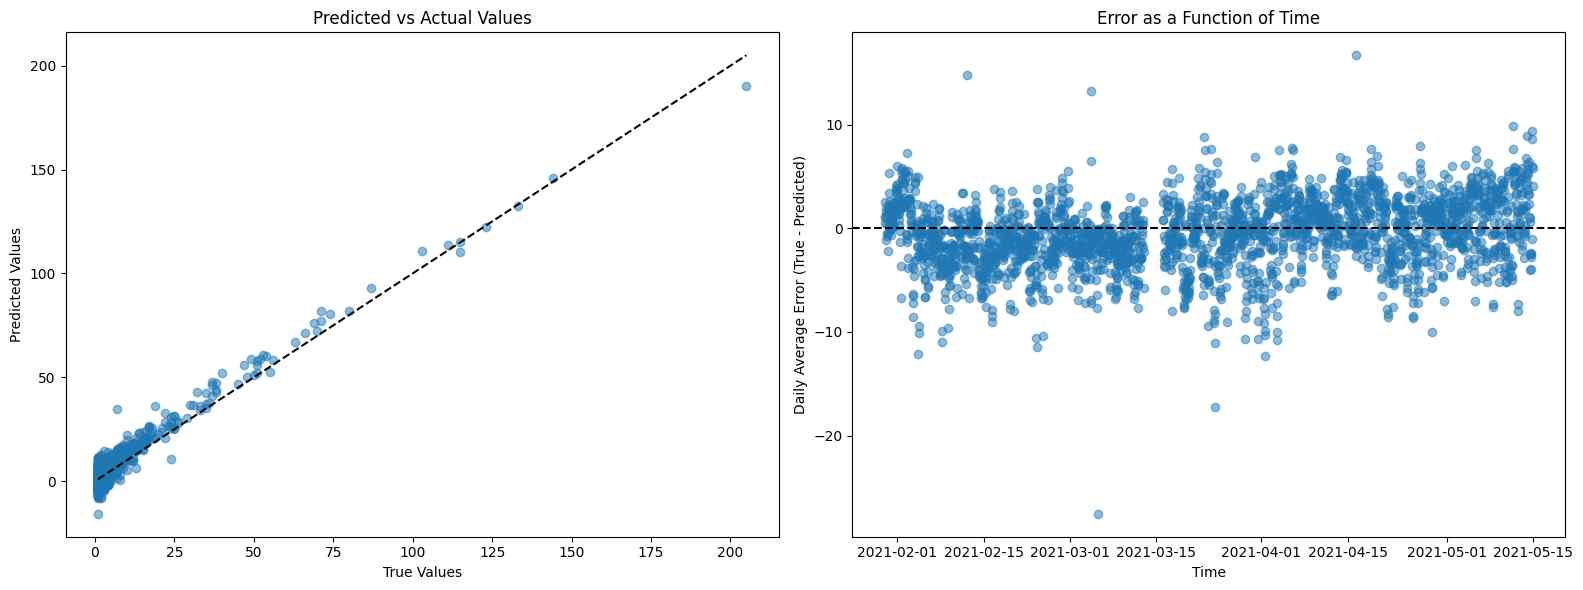 Predicted vs Actual Values
Predicted Values
200
150
100
50
0
0 25 50 75 100 125 150 175 200
True Values
Error as a Function of Time
Daily Average Error (True - Predicted)
10
0
−10
−20
2021-02-01 2021-02-15 2021-03-01 2021-03-15 2021-04-01 2021-04-15 2021-05-01 2021-05-15
Time